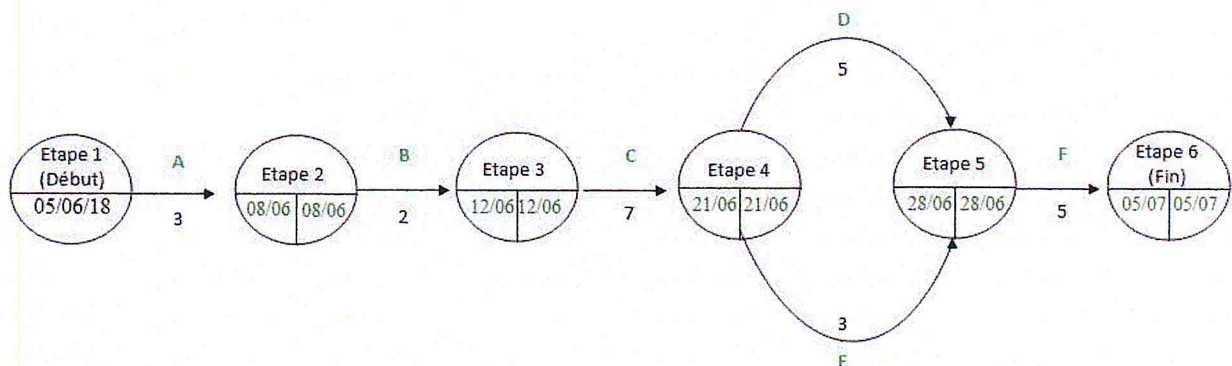 D
5
Etape 1
(Début)
05/06/18
A
3
Etape 2
08/06 08/06
B
2
Etape 3
12/06 12/06
C
7
Etape 4
21/06 21/06
Etape 5
28/06 28/06
F
5
Etape 6
(Fin)
05/07 05/07
3
E